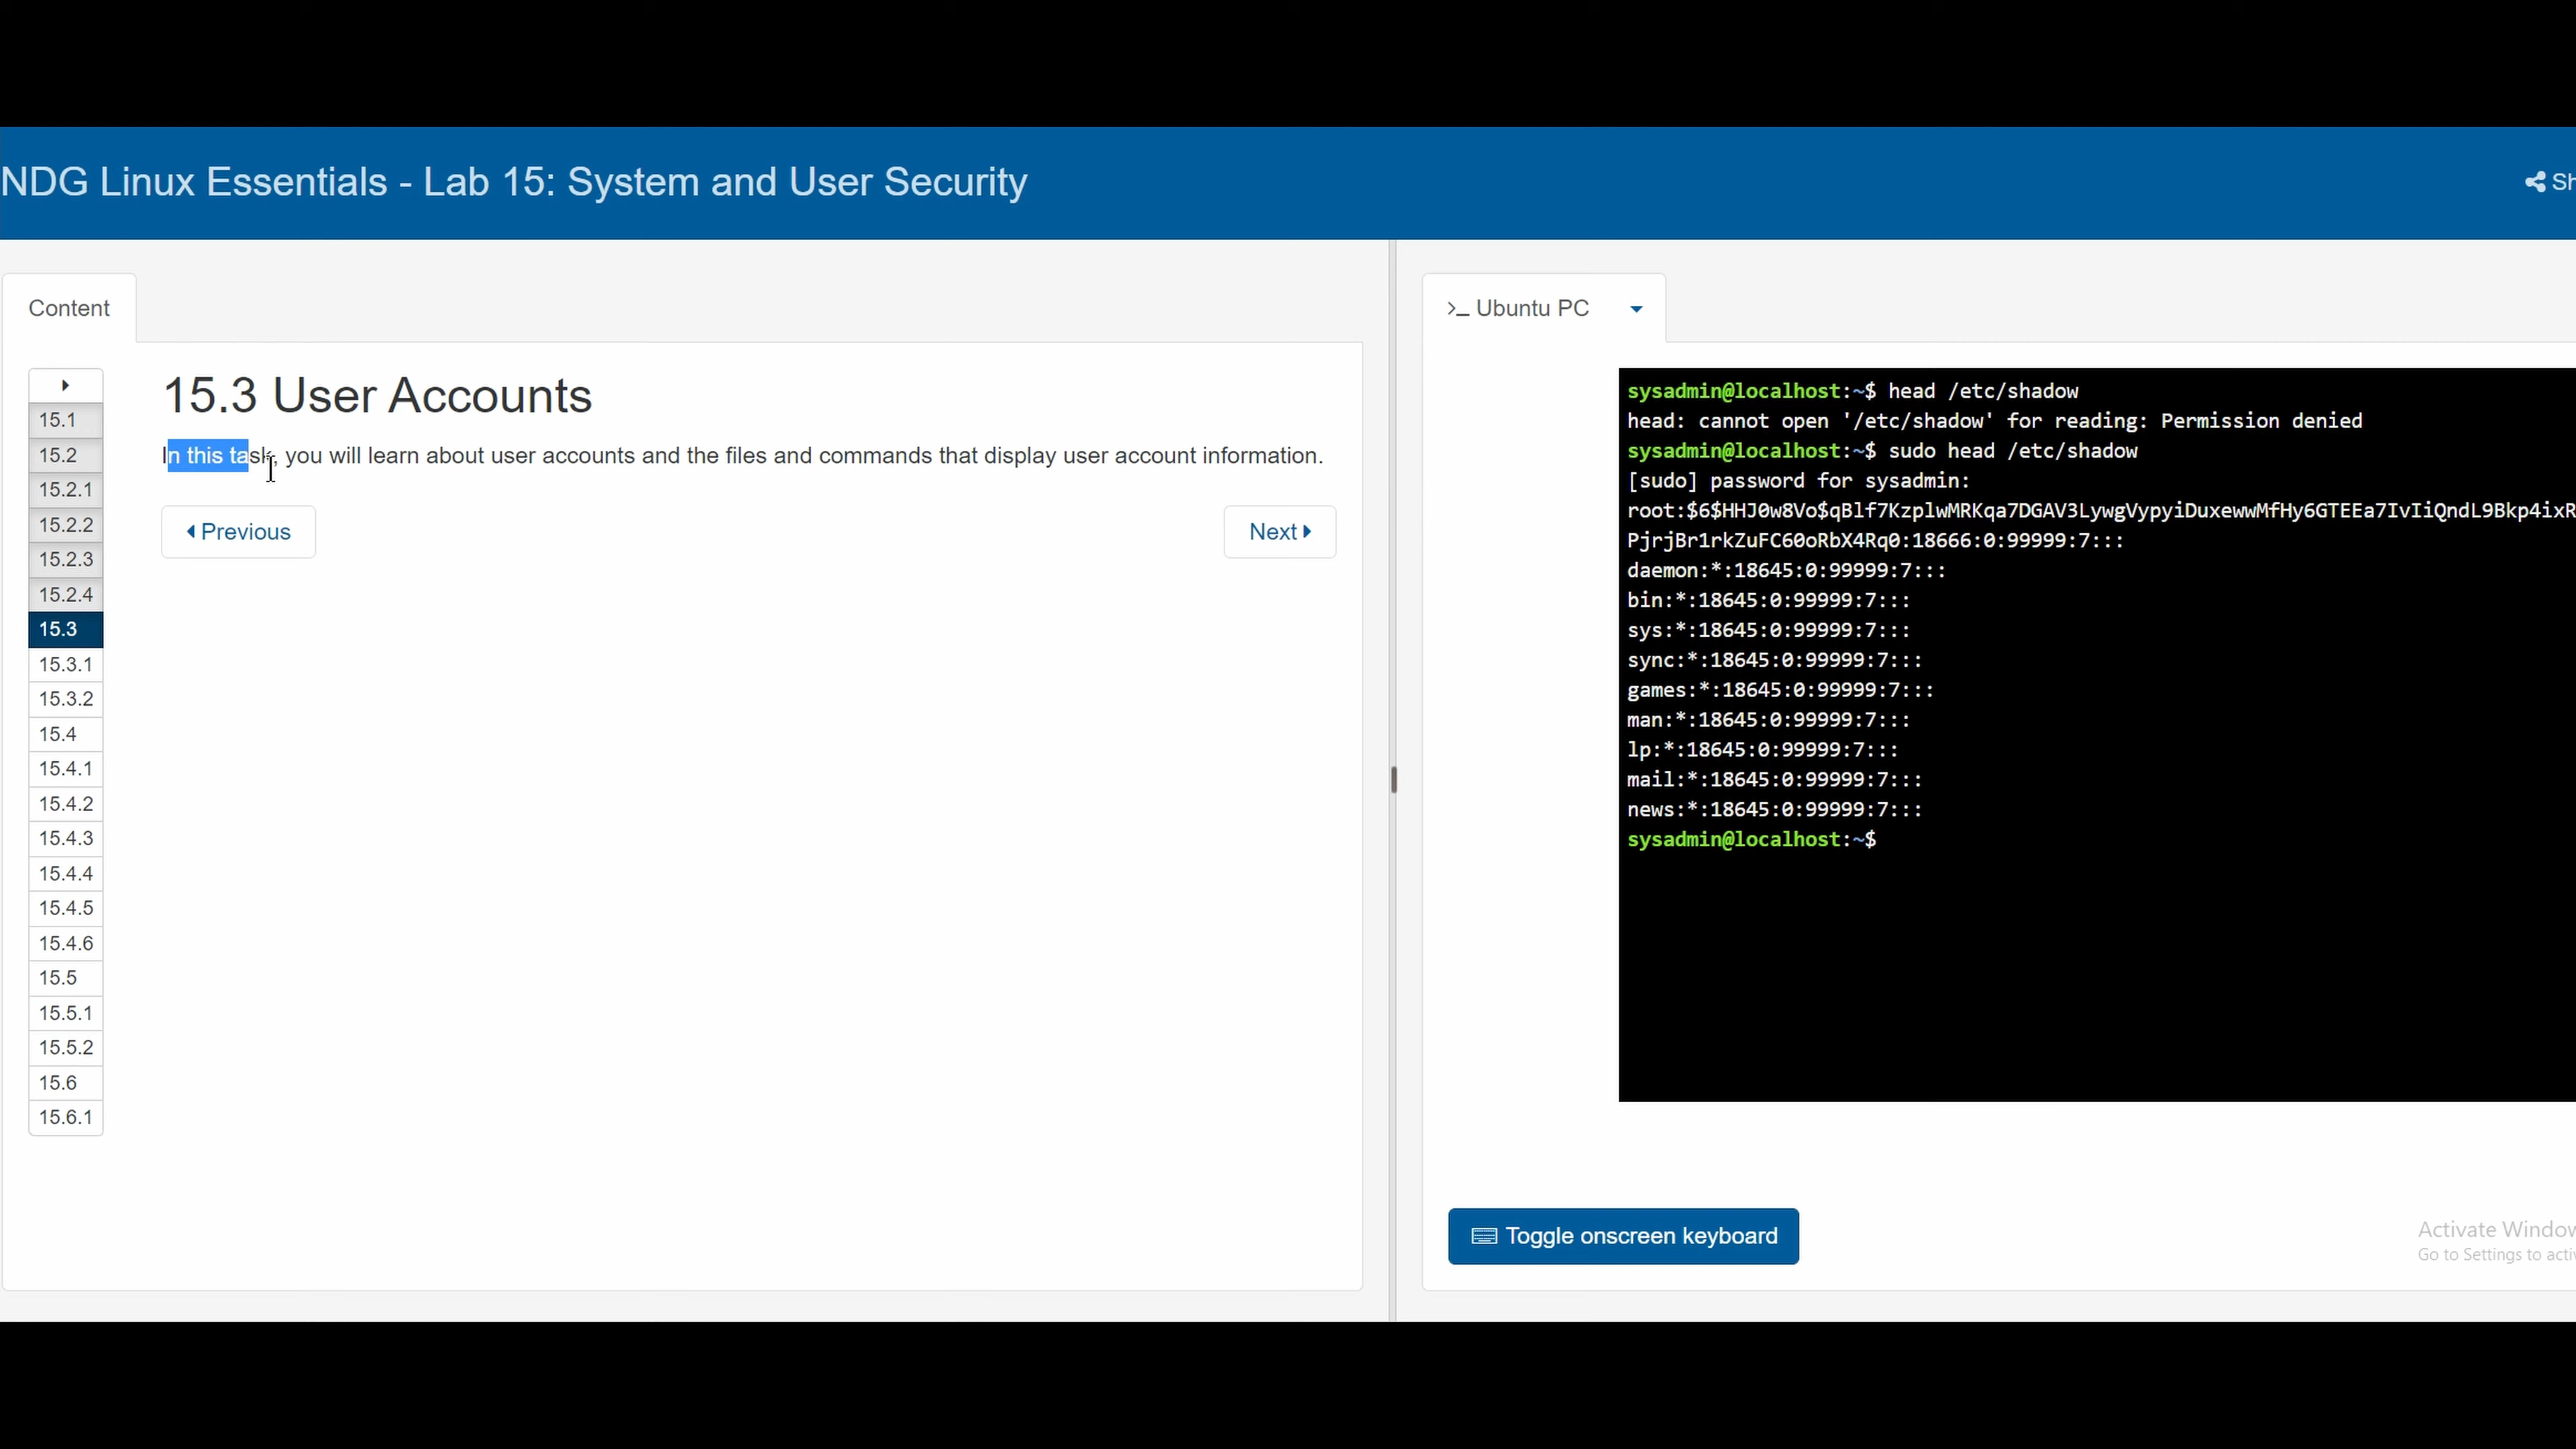 NDG Linux Essentials - Lab 15: System and User Security
Content
15.1
15.2
15.2.1
15.2.2
15.2.3
15.2.4
15.3
15.3.1
15.3.2
15.4
15.4.1
15.4.2
15.4.3
15.4.4
15.4.5
15.4.6
15.5
15.5.1
15.5.2
15.6
15.6.1
15.3 User Accounts
In this task, you will learn about user accounts and the files and commands that display user account information.
Previous
Next
>_ Ubuntu PC
sysadmin@localhost:~$ head /etc/shadow
head: cannot open '/etc/shadow' for reading: Permission denied
sysadmin@localhost:~$ sudo head /etc/shadow
[sudo] password for sysadmin:
root:$6$HHJ0w8Vo$qBlf7KzplwMRKqa7DGAV3LywgVypyiDuxewwMfHy6GTEEa7IvIiQndL9Bkp4ixR
PjrjBr1rkZuFC60oRbX4Rq0:18666:0:99999:7:::
daemon:*:18645:0:99999:7:::
bin:*:18645:0:99999:7:::
sys:*:18645:0:99999:7:::
sync:*:18645:0:99999:7:::
games:*:18645:0:99999:7:::
man:*:18645:0:99999:7:::
lp:*:18645:0:99999:7:::
mail:*:18645:0:99999:7:::
news:*:18645:0:99999:7:::
sysadmin@localhost:~$
Toggle onscreen keyboard
Activate
Go to Settings to